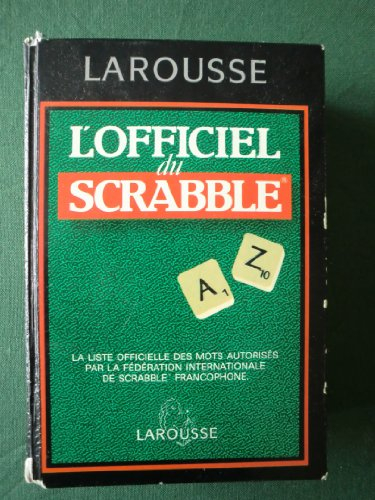 LAROUSSE
L'OFFICIEL
du
SCRABBLE®
A1
Z10
LA LISTE OFFICIELLE DES MOTS AUTORISÉS
PAR LA FÉDÉRATION INTERNATIONALE
DE SCRABBLE® FRANCOPHONE.
LAROUSSE